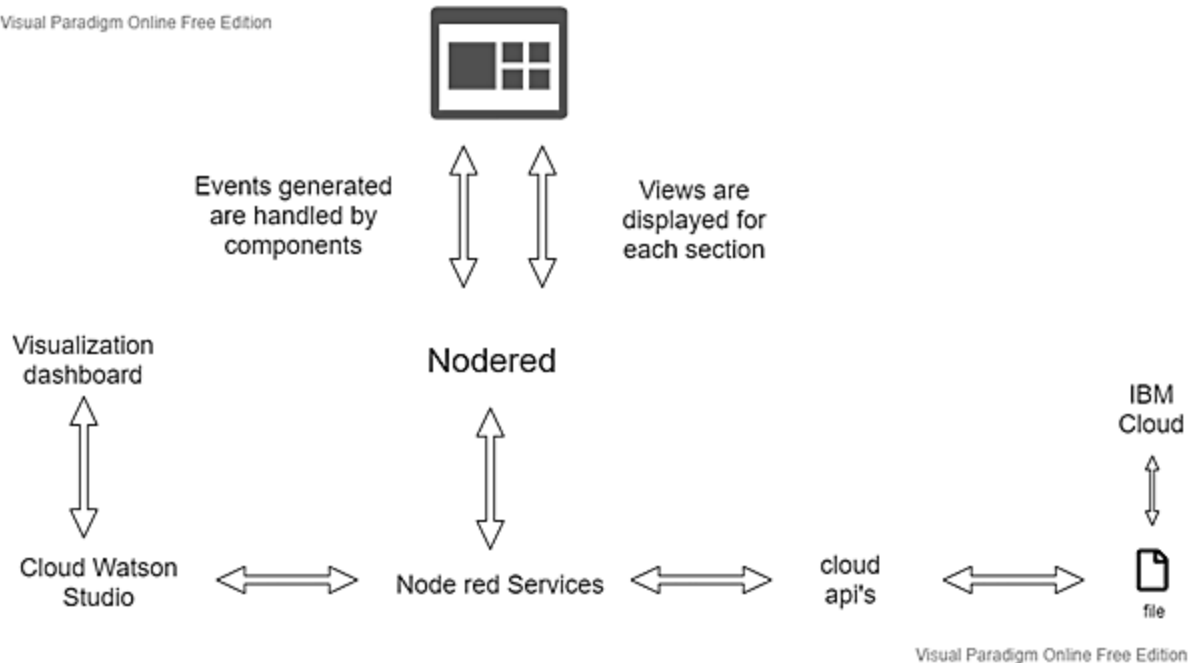 Visual Paradigm Online Free Edition
Events generated
are handled by
components
Views are
displayed for
each section
Visualization
dashboard
Nodered
IBM
Cloud
Cloud Watson
Studio
Node red Services
cloud
api's
file
Visual Paradigm Online Free Edition